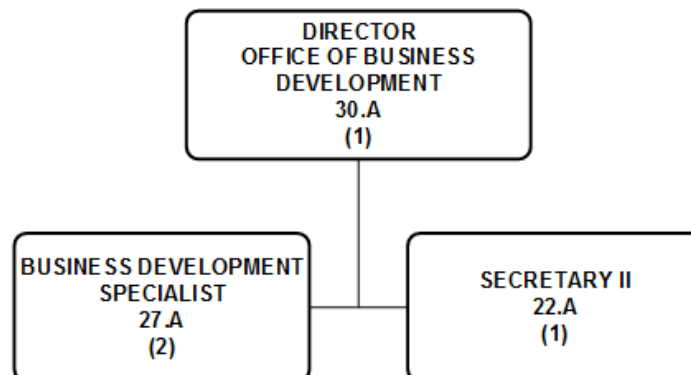 DIRECTOR
OFFICE OF BUSINESS
DEVELOPMENT
30.A
(1)
BUSINESS DEVELOPMENT
SPECIALIST
27.A
(2)
SECRETARY II
22.A
(1)